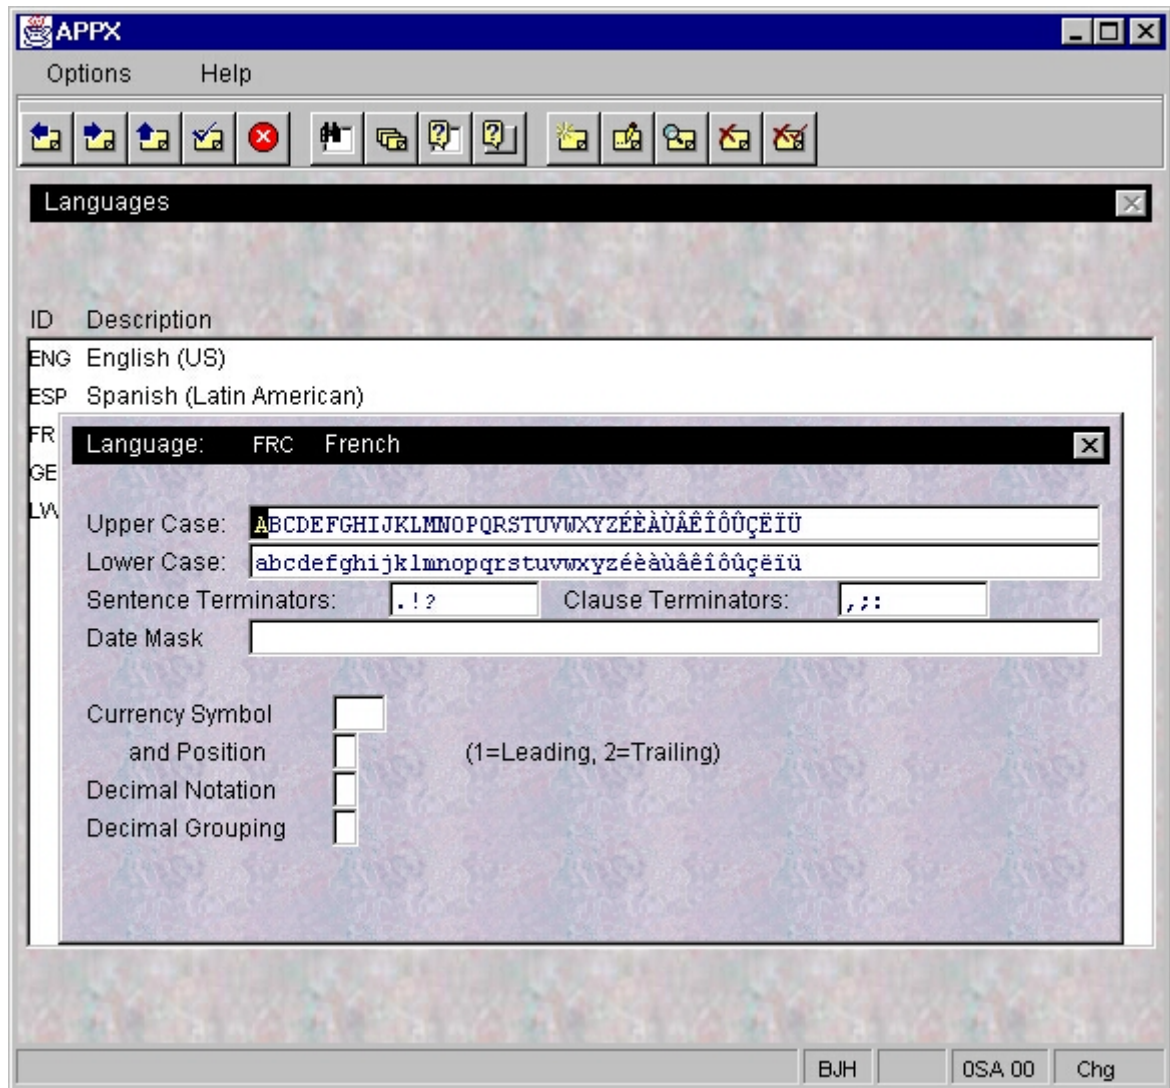 APPX
Options Help
Languages
ID Description
ENG English (US)
ESP Spanish (Latin American)
FR
GE
Language: FRC French
Upper Case: ABCDEFGHIJKLMNOPQRSTUVWXYZÉÈÀÙÂÊÎÔÛÇËÏÜ
Lower Case: abcdefghijklmnopqrstuvwxyzéèàùâêîôûçëïü
Sentence Terminators: .!? Clause Terminators: ,;:
Date Mask
Currency Symbol
and Position (1=Leading, 2=Trailing)
Decimal Notation
Decimal Grouping
BJH 0SA 00 Chg